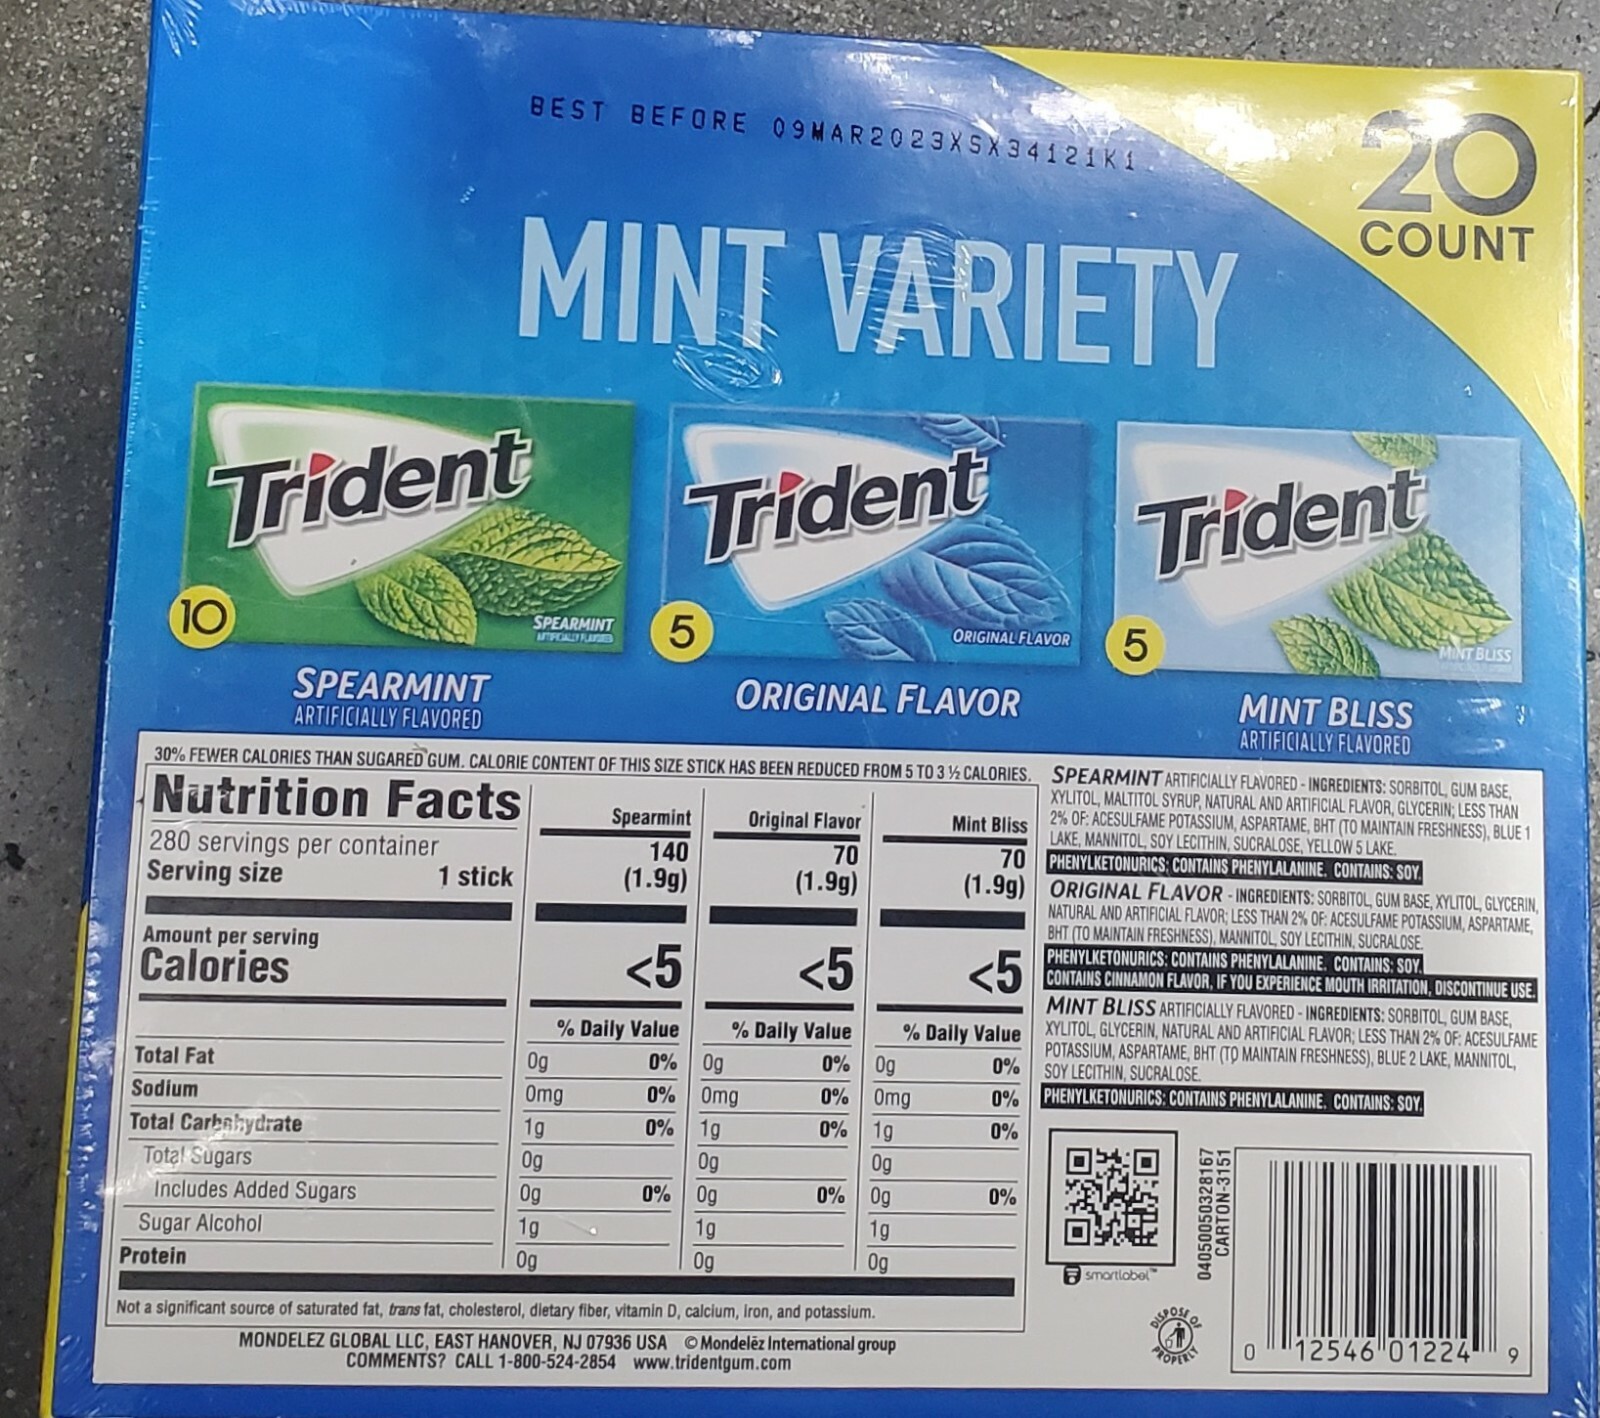 BEST BEFORE 09MAR2023XSX34121K1
20
COUNT
MINT VARIETY
Trident
SPEARMINT
ARTIFICIALLY FLAVORED
10
Trident
ORIGINAL FLAVOR
5
Trident
MINT BLISS
5
SPEARMINT
ARTIFICIALLY FLAVORED
ORIGINAL FLAVOR
MINT BLISS
ARTIFICIALLY FLAVORED
30% FEWER CALORIES THAN SUGARED GUM. CALORIE CONTENT OF THIS SIZE STICK HAS BEEN REDUCED FROM 5 TO 3 ½ CALORIES.
Nutrition Facts
280 servings per container
Serving size 1 stick
Spearmint Original Flavor Mint Bliss
140 70 70
(1.9g) (1.9g) (1.9g)
Amount per serving
Calories <5 <5 <5
% Daily Value % Daily Value % Daily Value
Total Fat 0g 0% 0g 0% 0g 0%
Sodium 0mg 0% 0mg 0% 0mg 0%
Total Carbohydrate 1g 0% 1g 0% 1g 0%
Total Sugars 0g 0g 0g
Includes Added Sugars 0g 0% 0g 0% 0g 0%
Sugar Alcohol 1g 1g 1g
Protein 0g 0g 0g
Not a significant source of saturated fat, trans fat, cholesterol, dietary fiber, vitamin D, calcium, iron, and potassium.
MONDELEZ GLOBAL LLC, EAST HANOVER, NJ 07936 USA © Mondelēz International group
COMMENTS? CALL 1-800-524-2854 www.tridentgum.com
SPEARMINT ARTIFICIALLY FLAVORED - INGREDIENTS: SORBITOL, GUM BASE,
XYLITOL, MALTITOL SYRUP, NATURAL AND ARTIFICIAL FLAVOR, GLYCERIN; LESS THAN
2% OF: ACESULFAME POTASSIUM, ASPARTAME, BHT (TO MAINTAIN FRESHNESS), BLUE 1
LAKE, MANNITOL, SOY LECITHIN, SUCRALOSE, YELLOW 5 LAKE.
PHENYLKETONURICS: CONTAINS PHENYLALANINE. CONTAINS: SOY.
ORIGINAL FLAVOR - INGREDIENTS: SORBITOL, GUM BASE, XYLITOL, GLYCERIN,
NATURAL AND ARTIFICIAL FLAVOR; LESS THAN 2% OF: ACESULFAME POTASSIUM, ASPARTAME,
BHT (TO MAINTAIN FRESHNESS), MANNITOL, SOY LECITHIN, SUCRALOSE.
PHENYLKETONURICS: CONTAINS PHENYLALANINE. CONTAINS: SOY.
CONTAINS CINNAMON FLAVOR, IF YOU EXPERIENCE MOUTH IRRITATION, DISCONTINUE USE.
MINT BLISS ARTIFICIALLY FLAVORED - INGREDIENTS: SORBITOL, GUM BASE,
XYLITOL, GLYCERIN, NATURAL AND ARTIFICIAL FLAVOR; LESS THAN 2% OF: ACESULFAME
POTASSIUM, ASPARTAME, BHT (TO MAINTAIN FRESHNESS), BLUE 2 LAKE, MANNITOL,
SOY LECITHIN, SUCRALOSE.
PHENYLKETONURICS: CONTAINS PHENYLALANINE. CONTAINS: SOY.
smartlabel™
040500050328167
CARTON-3151
DISPOSE OF
PROPERLY
0 12546 01224 9